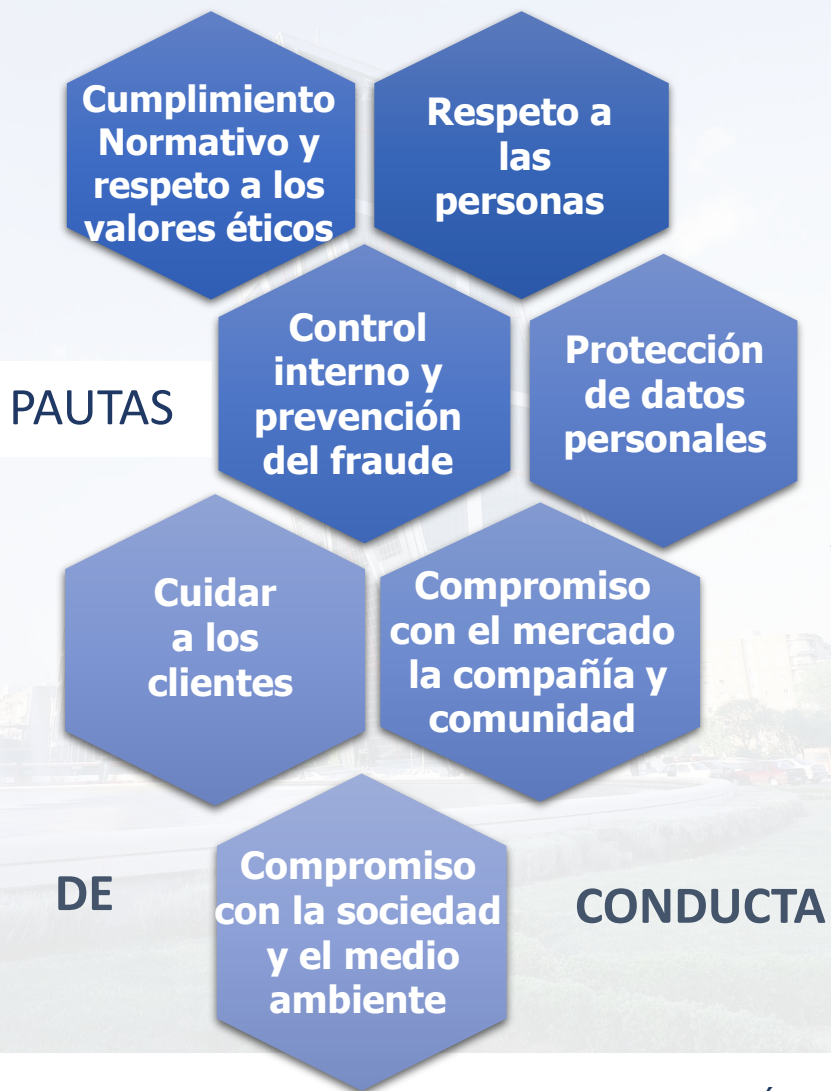 Cumplimiento
Normativo y
respeto a los
valores éticos
Respeto a
las
personas
Control
interno y
prevención
del fraude
Protección
de datos
personales
PAUTAS
Cuidar
a los
clientes
Compromiso
con el mercado
la compañía y
comunidad
DE
Compromiso
con la sociedad
y el medio
ambiente
CONDUCTA